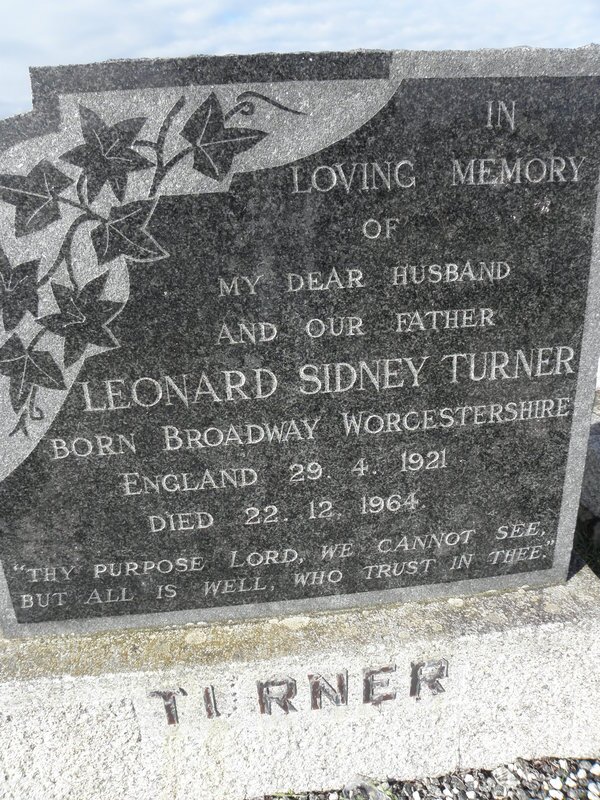 IN
LOVING MEMORY
OF
MY DEAR HUSBAND
AND OUR FATHER
LEONARD SIDNEY TURNER
BORN BROADWAY WORCESTERSHIRE
ENGLAND 29. 4. 1921.
DIED 22. 12. 1964.
"THY PURPOSE LORD, WE CANNOT SEE,
BUT ALL IS WELL, WHO TRUST IN THEE."
TURNER